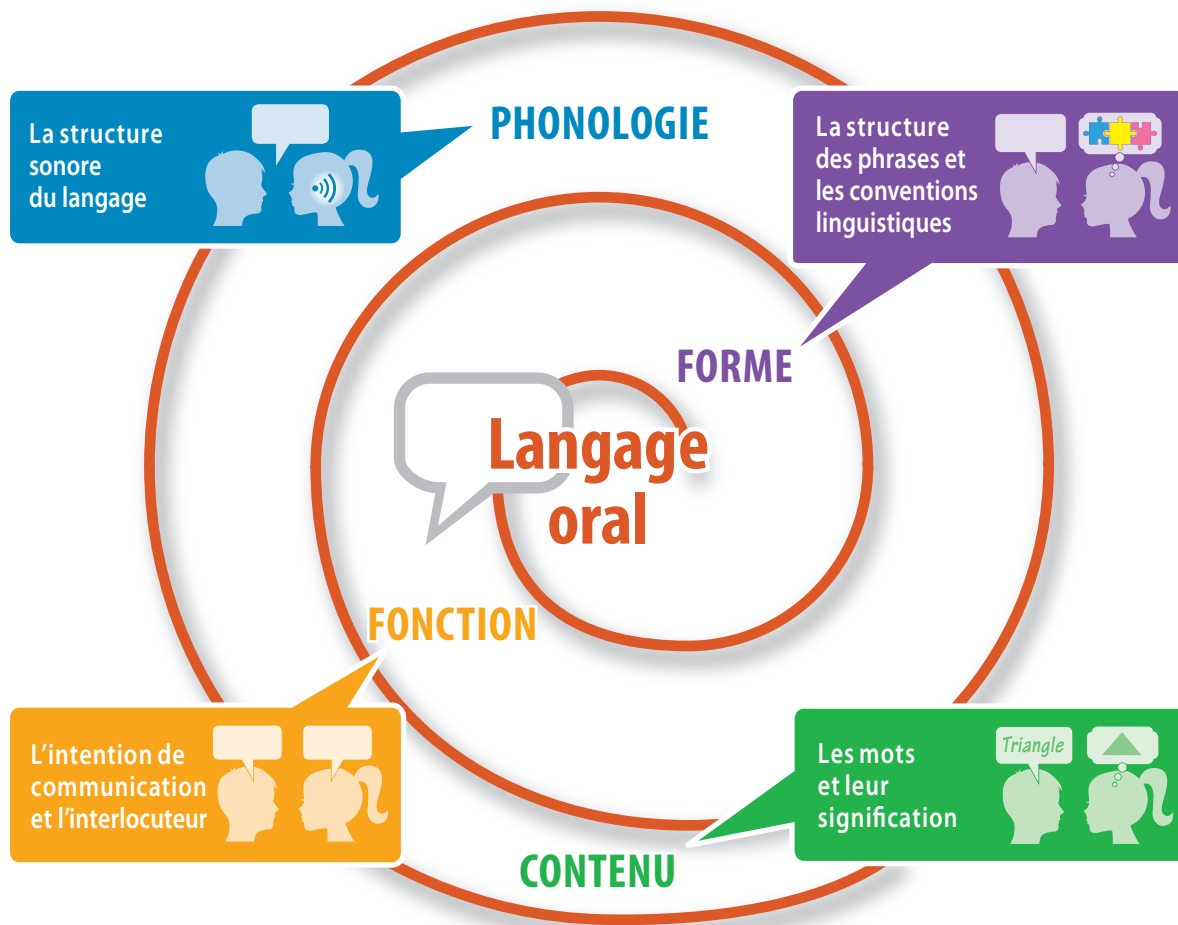 PHONOLOGIE
La structure
sonore
du langage
La structure
des phrases et
les conventions
linguistiques
FORME
Langage
oral
FONCTION
L'intention de
communication
et l'interlocuteur
Les mots
et leur
signification
Triangle
CONTENU